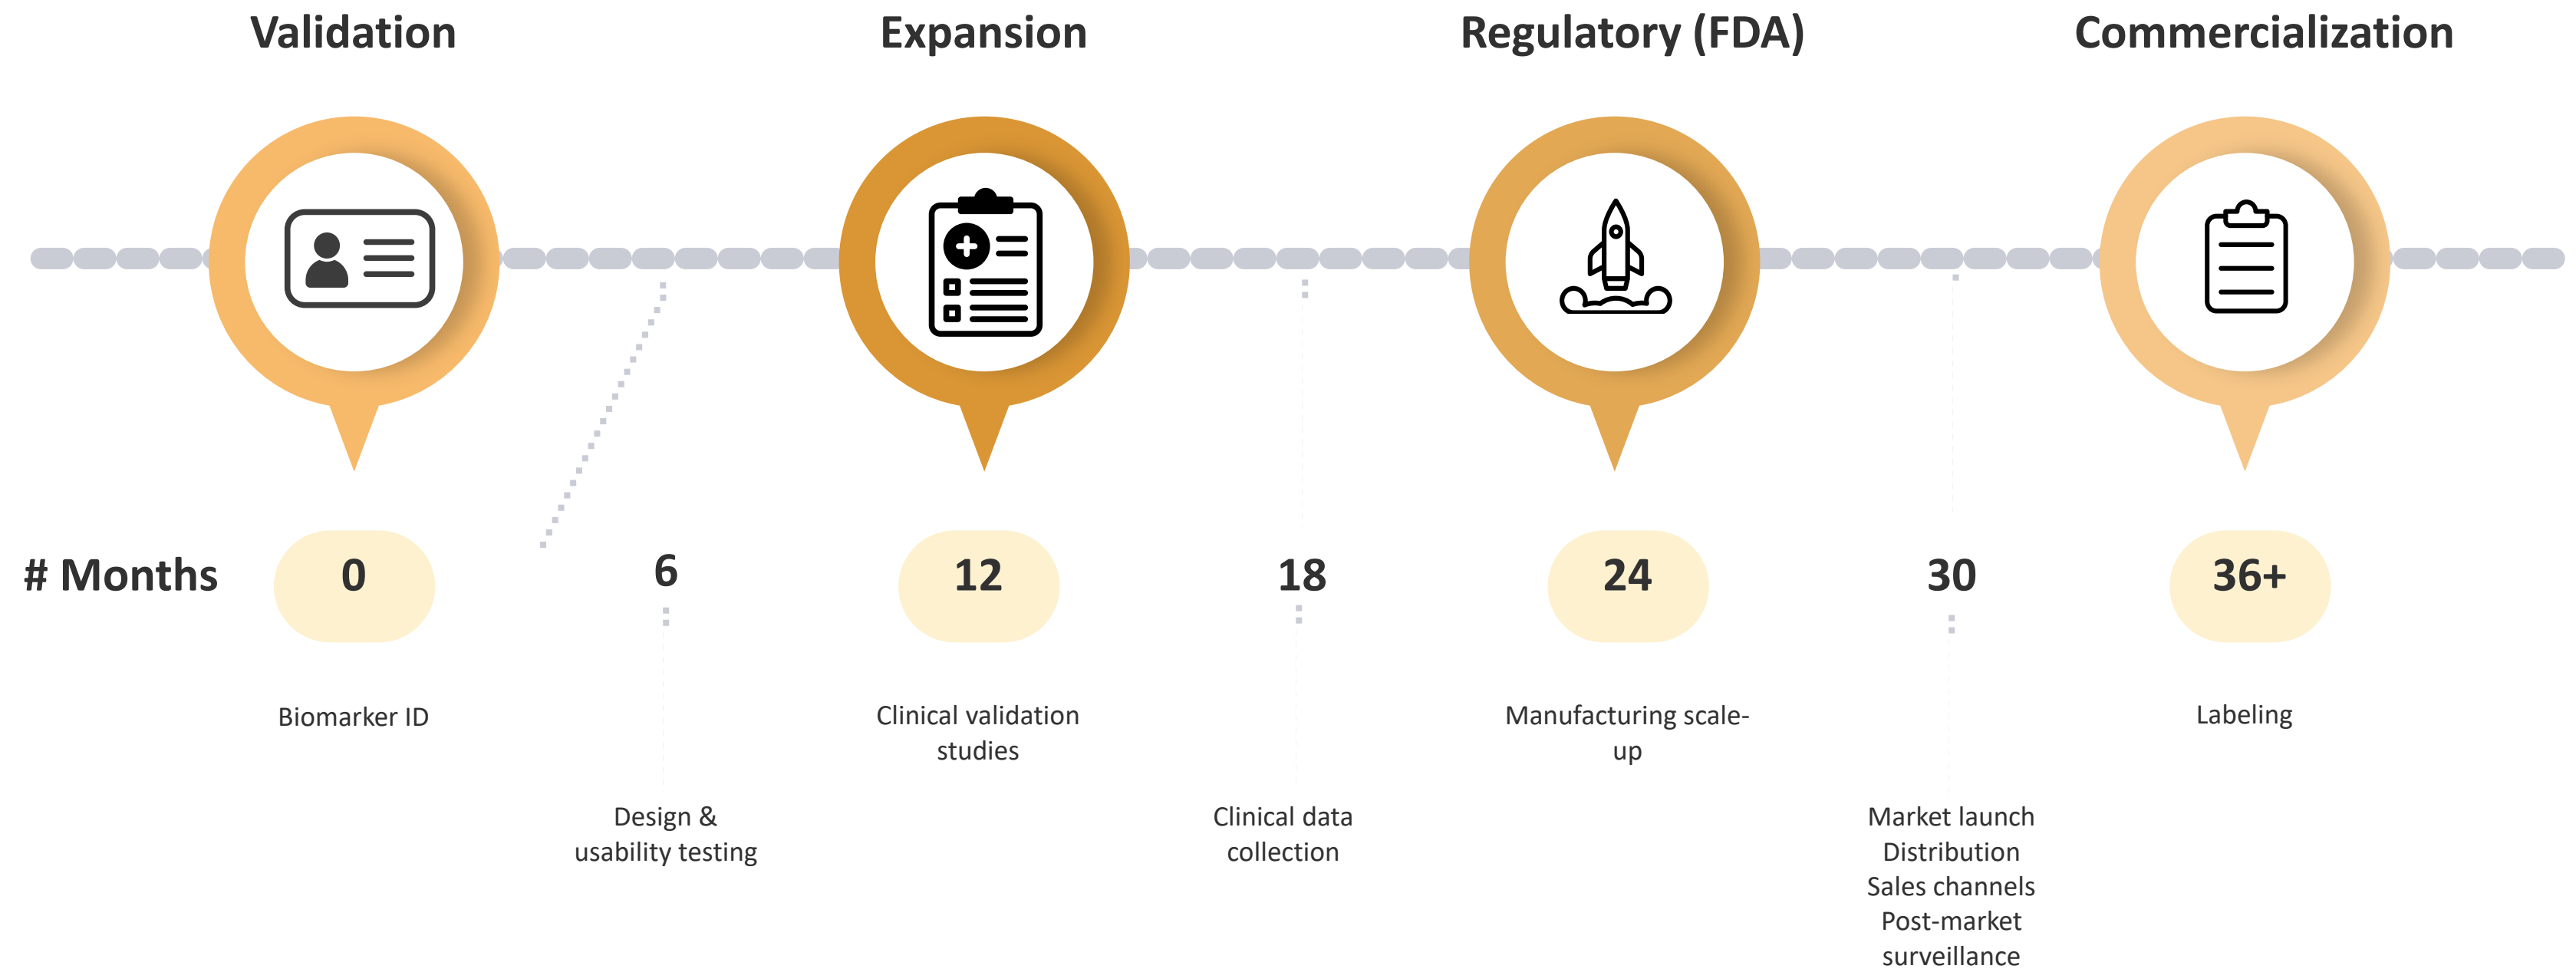 Validation
Expansion
Regulatory (FDA)
Commercialization
# Months
0
6
12
18
24
30
36+
Biomarker ID
Clinical validation
studies
Manufacturing scale-
up
Labeling
Design &
usability testing
Clinical data
collection
Market launch
Distribution
Sales channels
Post-market
surveillance